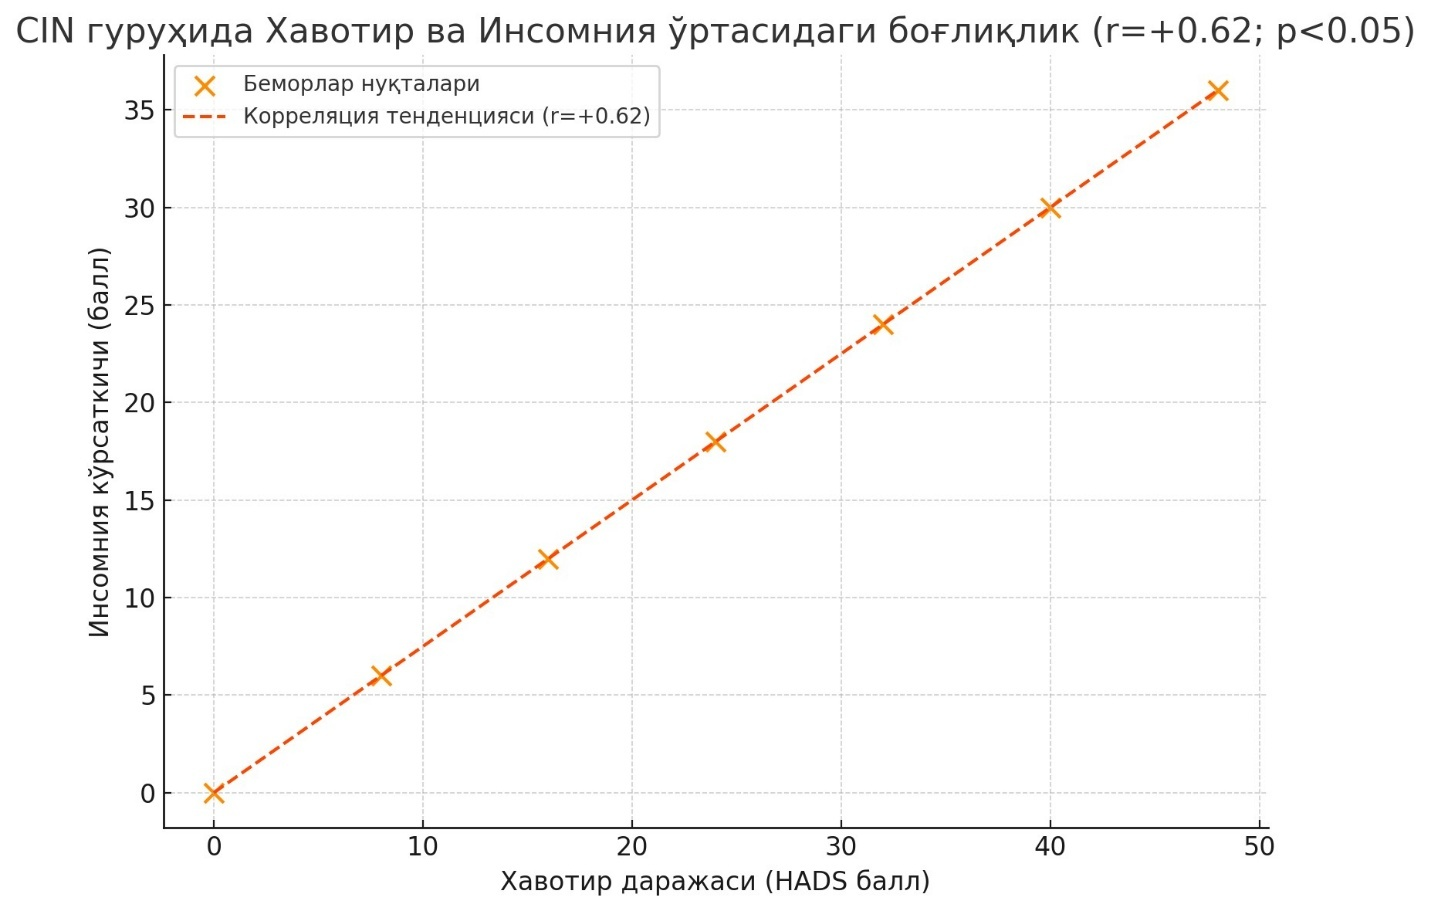 CIN гуруҳида Хавотир ва Инсомния ўртасидаги боғлиқлик (r=+0.62; p<0.05)
Беморлар нуқталари
Корреляция тенденцияси (r=+0.62)
Инсомния кўрсаткичи (балл)
35
30
25
20
15
10
5
0
0 10 20 30 40 50
Хавотир даражаси (HADS балл)